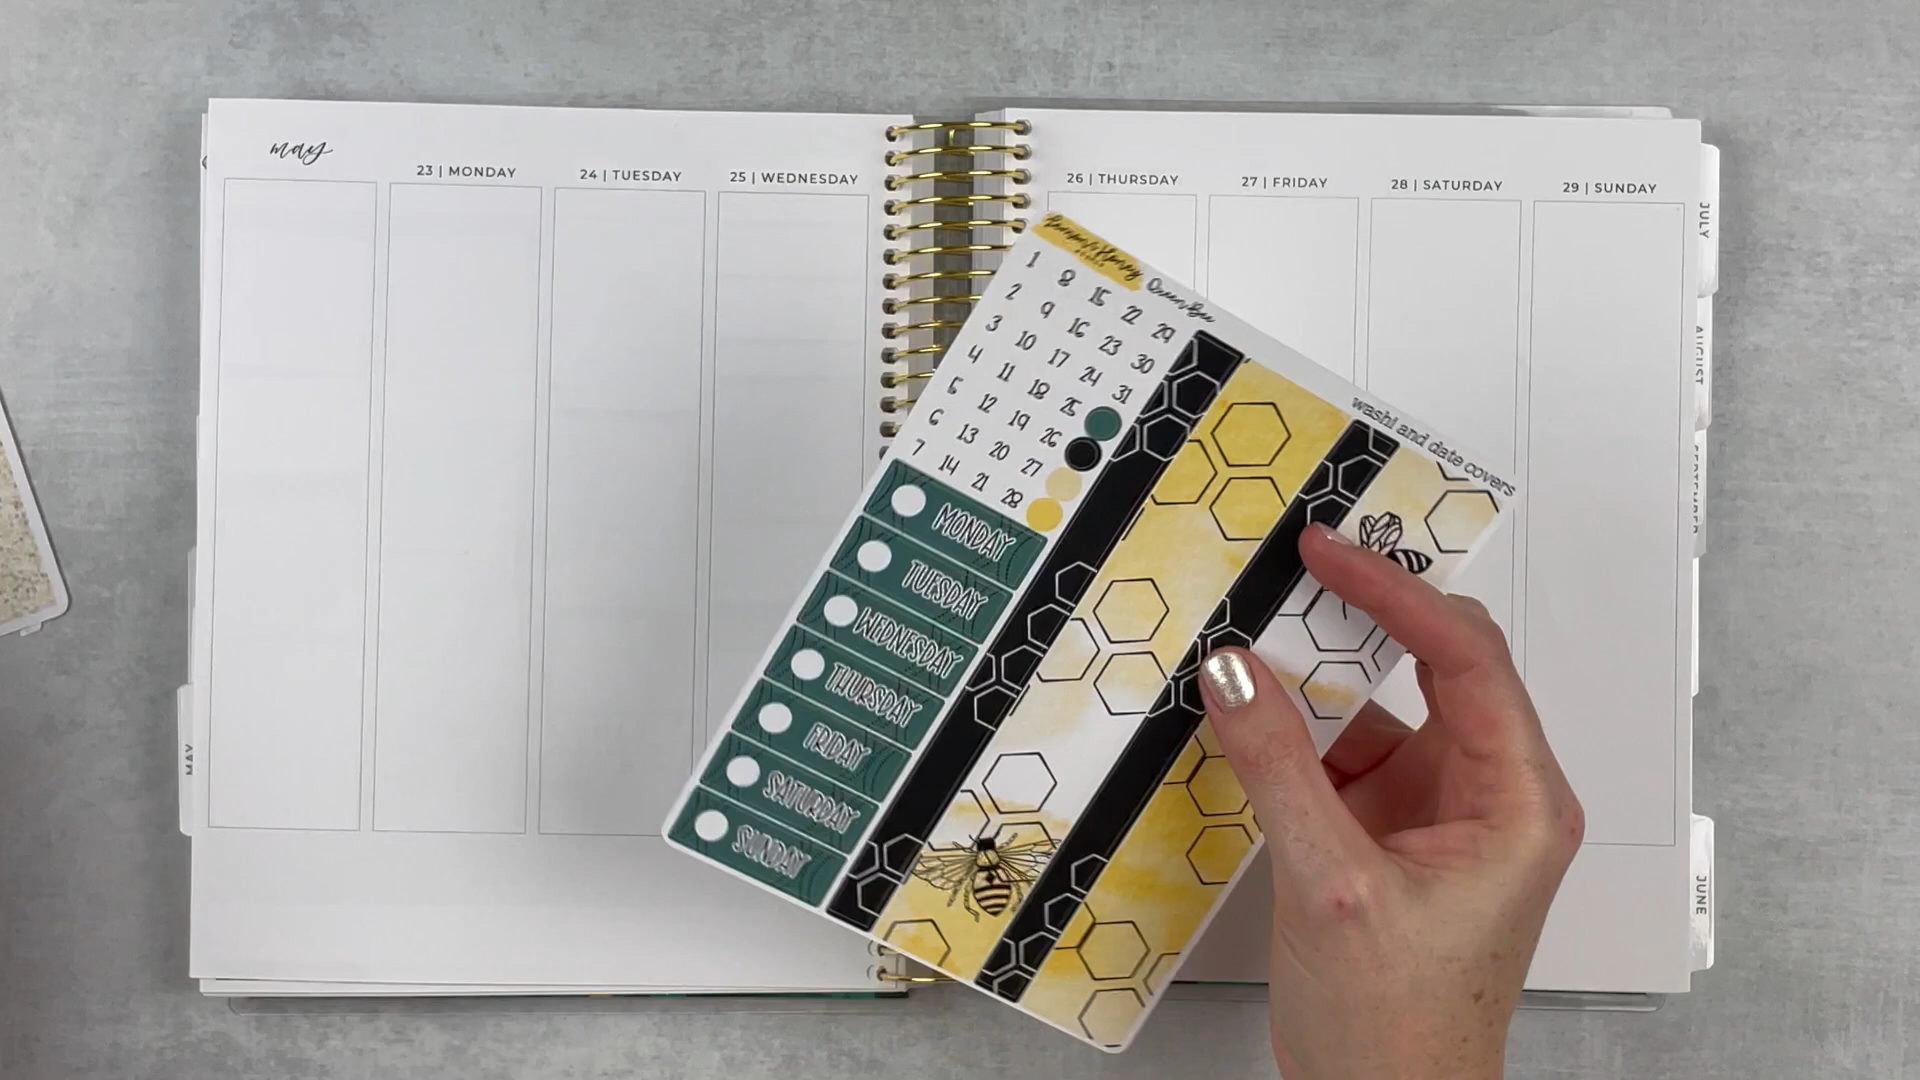 may
23 | MONDAY
24 | TUESDAY
25 | WEDNESDAY
26 | THURSDAY
27 | FRIDAY
28 | SATURDAY
29 | SUNDAY
JULY
AUGUST
SEPTEMBER
JUNE
MAY
Queen Bee
washi and date covers
1 8 15 22 29
2 9 16 23 30
3 10 17 24 31
4 11 18 25
5 12 19 26
6 13 20 27
7 14 21 28
MONDAY
TUESDAY
WEDNESDAY
THURSDAY
FRIDAY
SATURDAY
SUNDAY